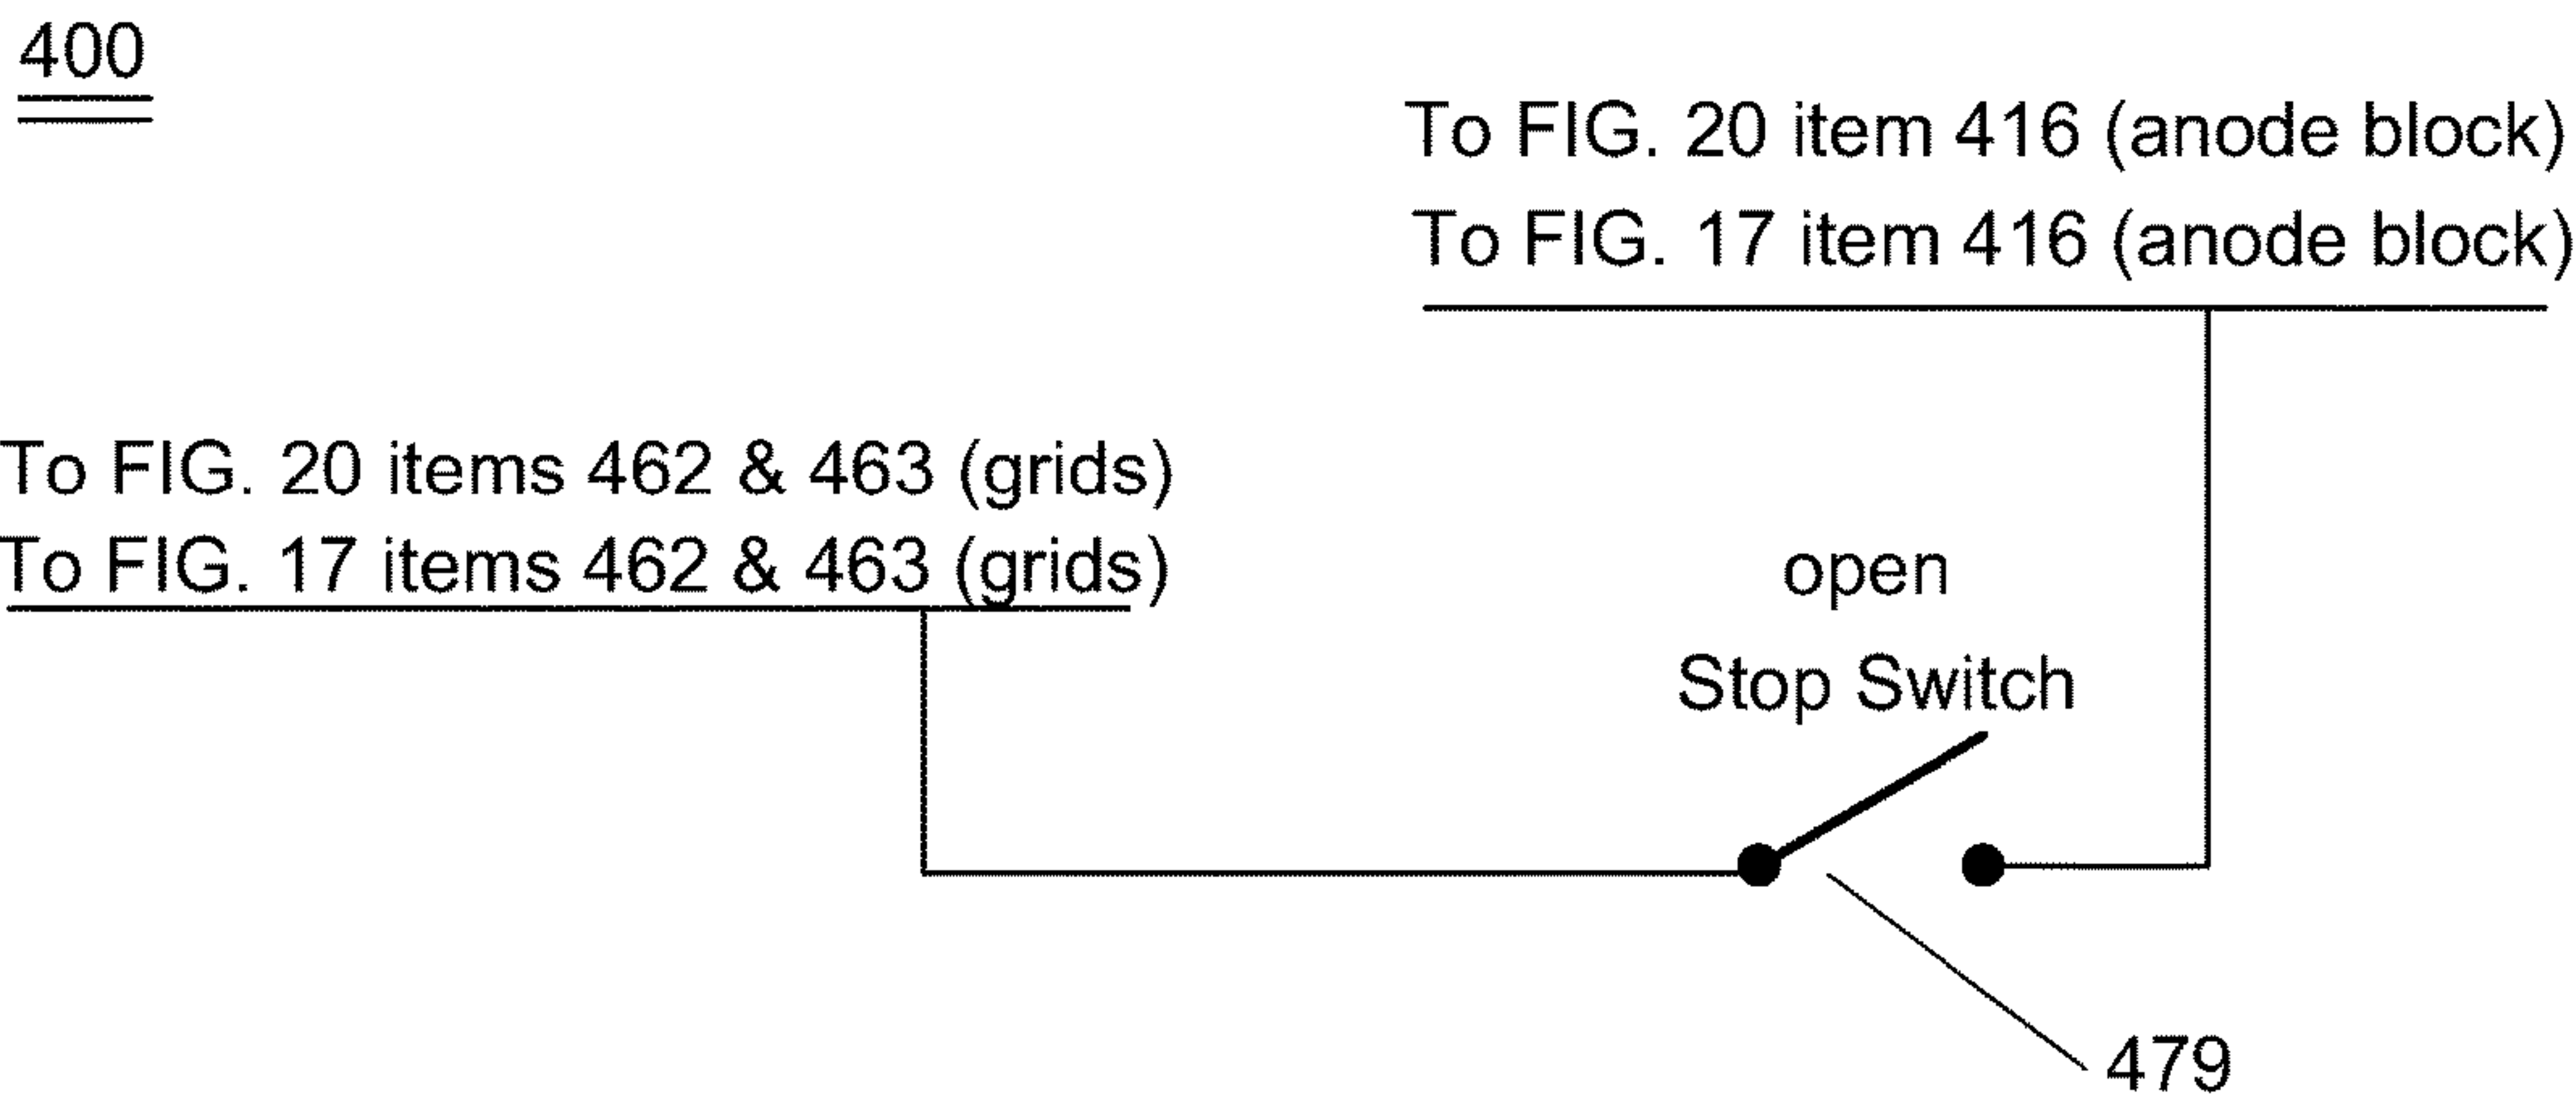 400
To FIG. 20 item 416 (anode block)
To FIG. 17 item 416 (anode block)
To FIG. 20 items 462 & 463 (grids)
To FIG. 17 items 462 & 463 (grids)
open
Stop Switch
479